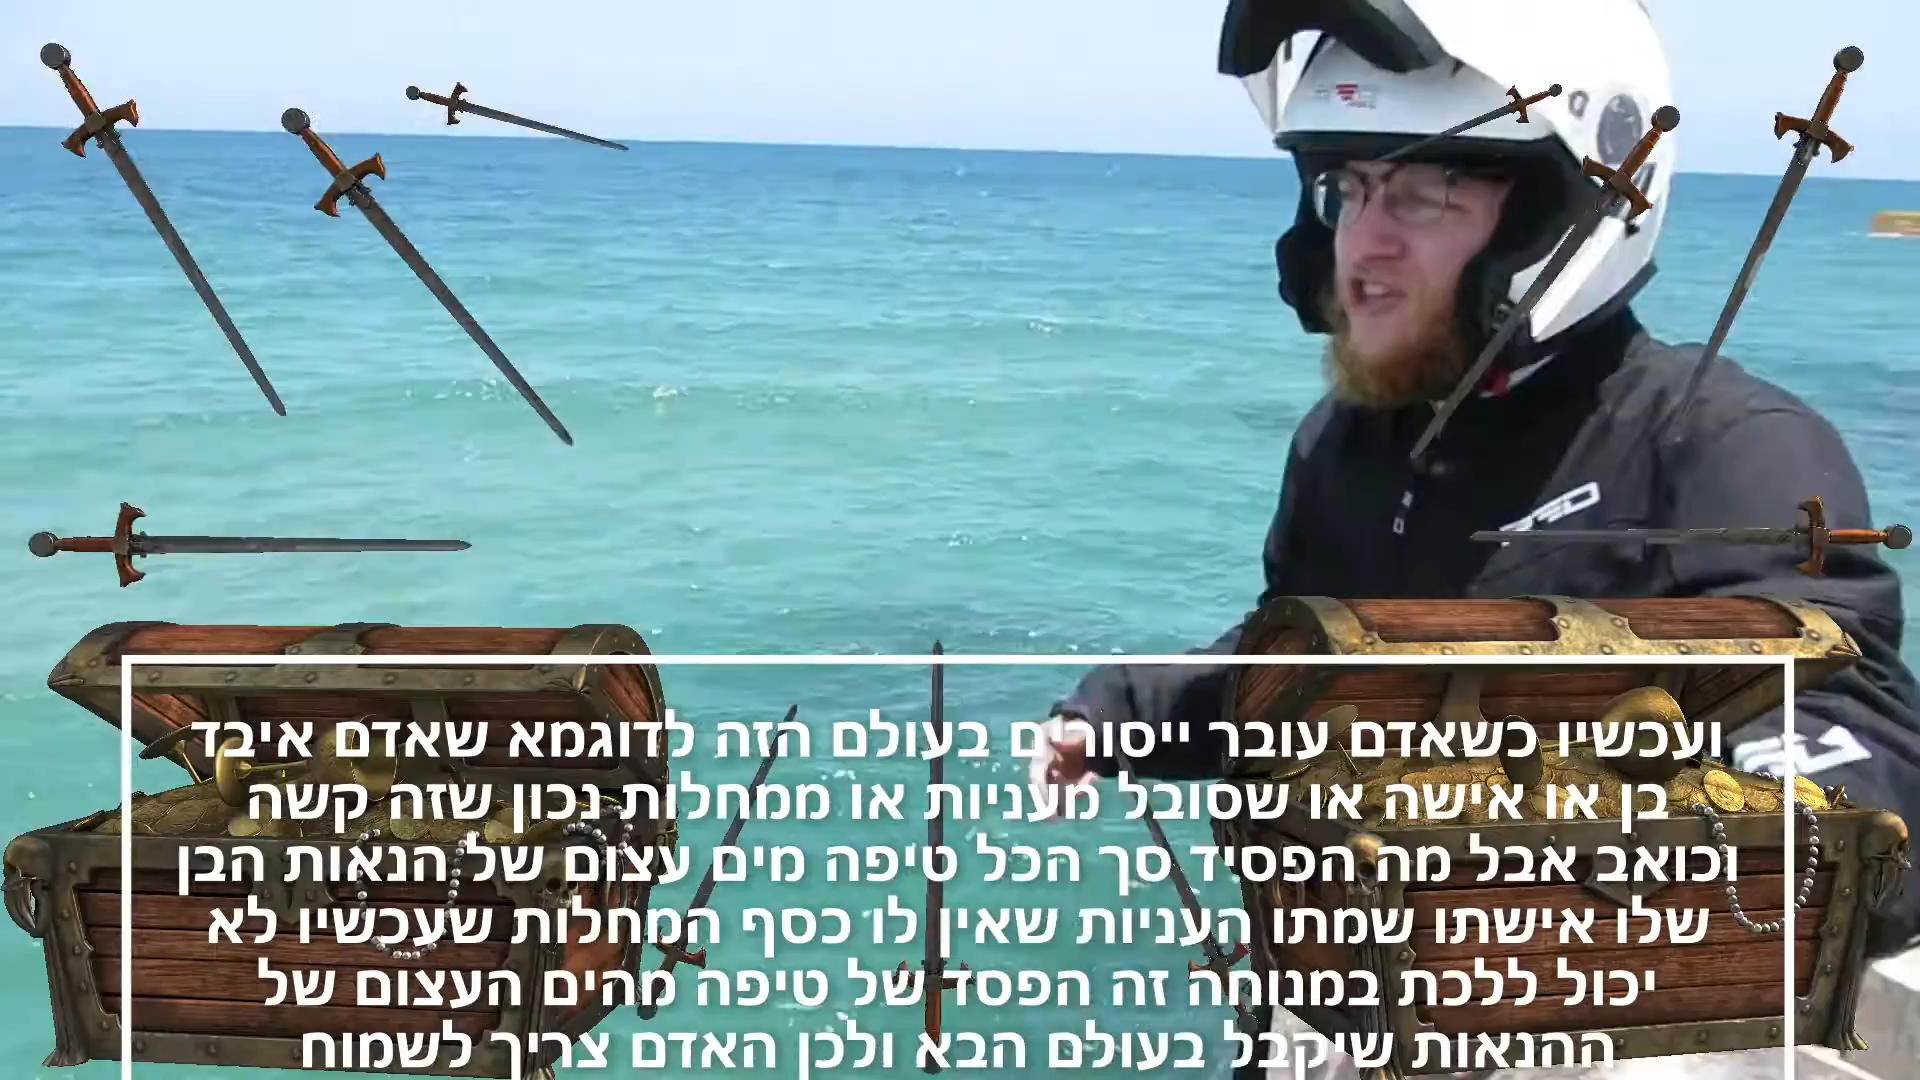 ועכשיו כשאדם עובר ייסורים בעולם הזה לדוגמא שאדם איבד
בן או אישה או שסובל מעניות או ממחלות נכון שזה קשה
וכואב אבל מה הפסיד סך הכל טיפה מים עצום של הנאות הבן
שלו אישתו שמתו העניות שאין לו כסף המחלות שעכשיו לא
יכול ללכת במנוחה זה הפסד של טיפה מהים העצום של
ההנאות שיקבל בעולם הבא ולכן האדם צריך לשמוח